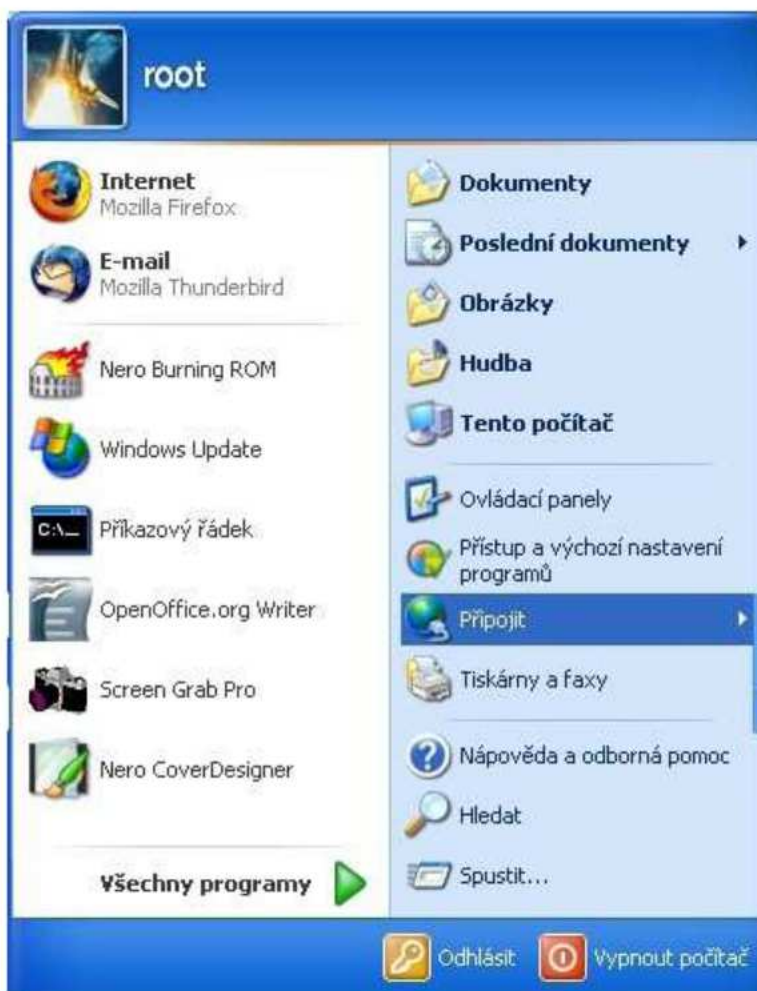 root
Internet
Mozilla Firefox
E-mail
Mozilla Thunderbird
Nero Burning ROM
Windows Update
C:\_
Příkazový řádek
OpenOffice.org Writer
Screen Grab Pro
Nero CoverDesigner
Všechny programy
Dokumenty
Poslední dokumenty
Obrázky
Hudba
Tento počítač
Ovládací panely
Přístup a výchozí nastavení
programů
Připojit
Tiskárny a faxy
Nápověda a odborná pomoc
Hledat
Spustit...
Odhlásit
Vypnout počítač